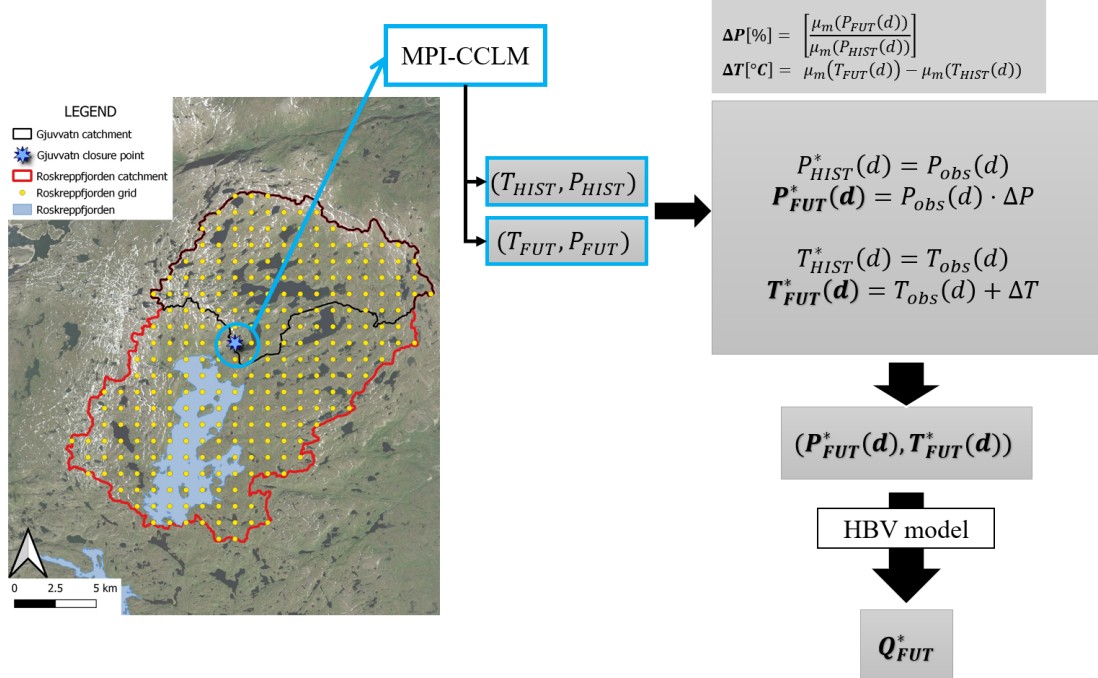 LEGEND
Gjuvvatn catchment
Gjuvvatn closure point
Roskreppfjorden catchment
Roskreppfjorden grid
Roskreppfjorden
0 2.5 5 km
MPI-CCLM
(T_HIST, P_HIST)
(T_FUT, P_FUT)
ΔP[%] = [μ_m(P_FUT(d)) / μ_m(P_HIST(d))]
ΔT[°C] = μ_m(T_FUT(d)) − μ_m(T_HIST(d))
P*_HIST(d) = P_obs(d)
P*_FUT(d) = P_obs(d) · ΔP
T*_HIST(d) = T_obs(d)
T*_FUT(d) = T_obs(d) + ΔT
(P*_FUT(d), T*_FUT(d))
HBV model
Q*_FUT